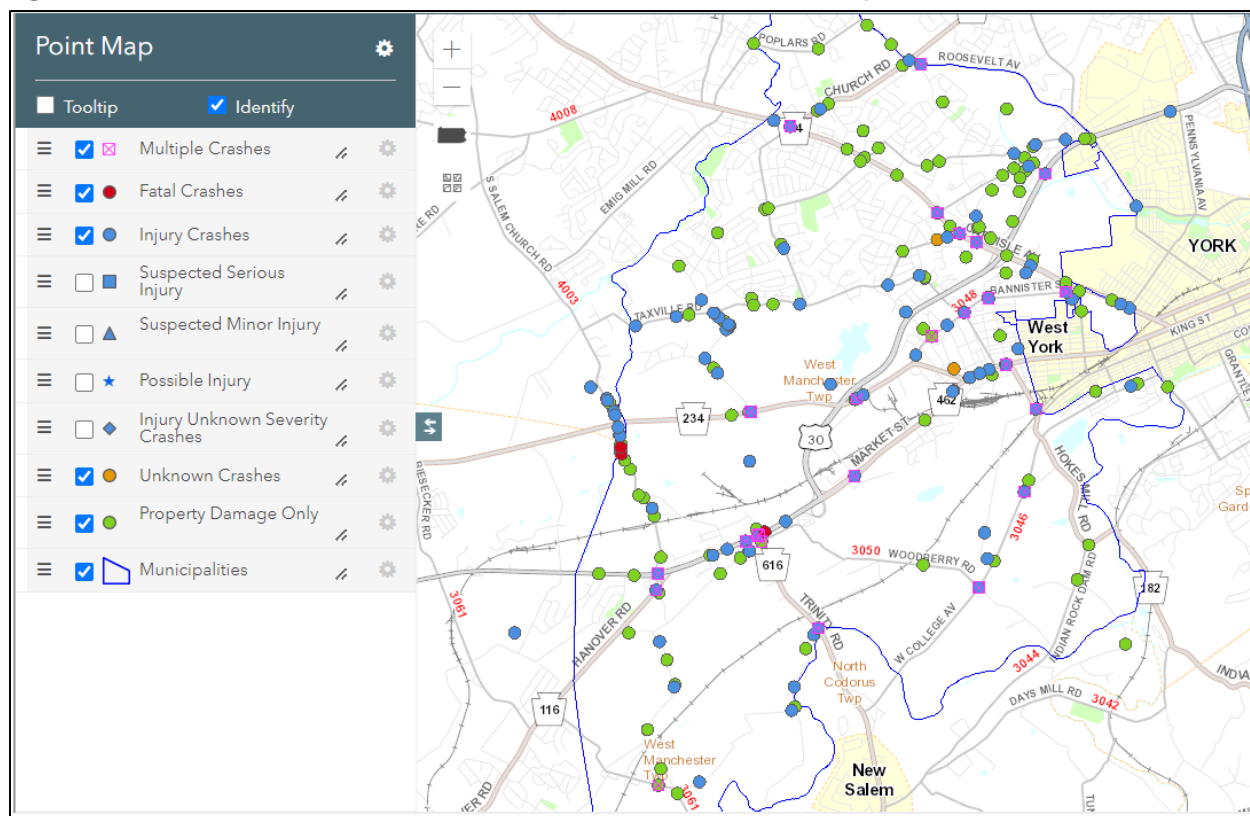 Point Map
Tooltip
Identify
Multiple Crashes
Fatal Crashes
Injury Crashes
Suspected Serious
Injury
Suspected Minor Injury
Possible Injury
Injury Unknown Severity
Crashes
Unknown Crashes
Property Damage Only
Municipalities
+
−
POPLARS RD
ROOSEVELT AV
CHURCH RD
4008
EMIG MILL RD
S SALEM CHURCH RD
PENNSYLVANIA AV
YORK
4003
BANNISTER S
3048
TAXVILLE RD
KING ST
West
York
West
Manchester
Twp
462
234
30
MARKET ST
HOKES MILL RD
3046
3050
WOODBERRY RD
616
182
3061
HANOVER RD
TRINITY RD
W COLLEGE AV
INDIAN ROCK DAM RD
3044
North
Codorus
Twp
DAYS MILL RD
3042
116
West
Manchester
Twp
3061
New
Salem